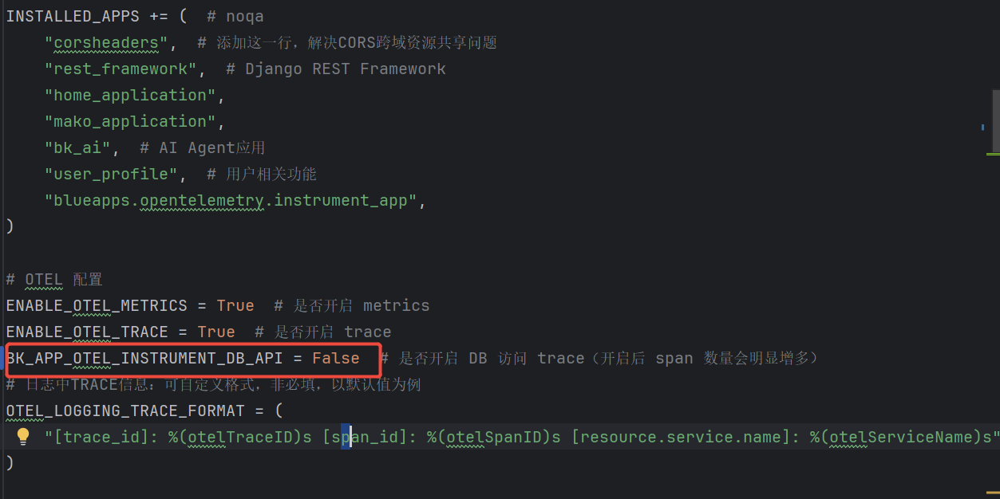 INSTALLED_APPS += (  # noqa
    "corsheaders",  # 添加这一行，解决CORS跨域资源共享问题
    "rest_framework",  # Django REST Framework
    "home_application",
    "mako_application",
    "bk_ai",  # AI Agent应用
    "user_profile",  # 用户相关功能
    "blueapps.opentelemetry.instrument_app",
)
# OTEL 配置
ENABLE_OTEL_METRICS = True  # 是否开启 metrics
ENABLE_OTEL_TRACE = True  # 是否开启 trace
BK_APP_OTEL_INSTRUMENT_DB_API = False  # 是否开启 DB 访问 trace（开启后 span 数量会明显增多）
# 日志中TRACE信息：可自定义格式，非必填，以默认值为例
OTEL_LOGGING_TRACE_FORMAT = (
    "[trace_id]: %(otelTraceID)s [span_id]: %(otelSpanID)s [resource.service.name]: %(otelServiceName)s"
)